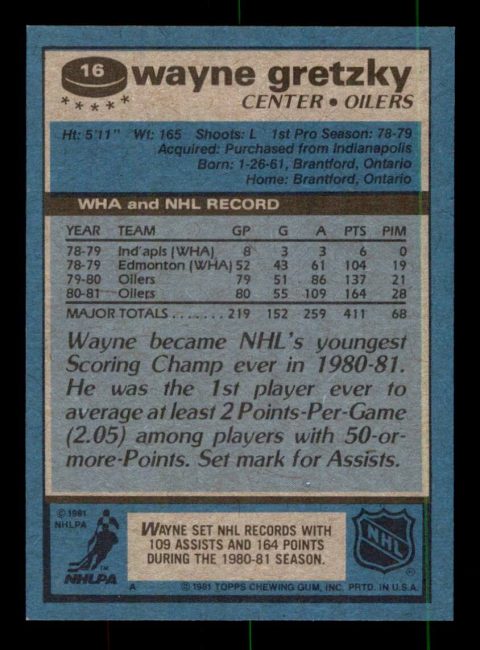 16
wayne gretzky
CENTER • OILERS
Ht: 5'11" Wt: 165 Shoots: L 1st Pro Season: 78-79
Acquired: Purchased from Indianapolis
Born: 1-26-61, Brantford, Ontario
Home: Brantford, Ontario
WHA and NHL RECORD
YEAR TEAM GP G A PTS PIM
78-79 Ind'apls (WHA) 8 3 3 6 0
78-79 Edmonton (WHA) 52 43 61 104 19
79-80 Oilers 79 51 86 137 21
80-81 Oilers 80 55 109 164 28
MAJOR TOTALS ....... 219 152 259 411 68
Wayne became NHL's youngest
Scoring Champ ever in 1980-81.
He was the 1st player ever to
average at least 2 Points-Per-Game
(2.05) among players with 50-or-
more-Points. Set mark for Assists.
© 1981
NHLPA
NHLPA
WAYNE SET NHL RECORDS WITH
109 ASSISTS AND 164 POINTS
DURING THE 1980-81 SEASON.
NHL
A © 1981 TOPPS CHEWING GUM, INC. PRTD. IN U.S.A.